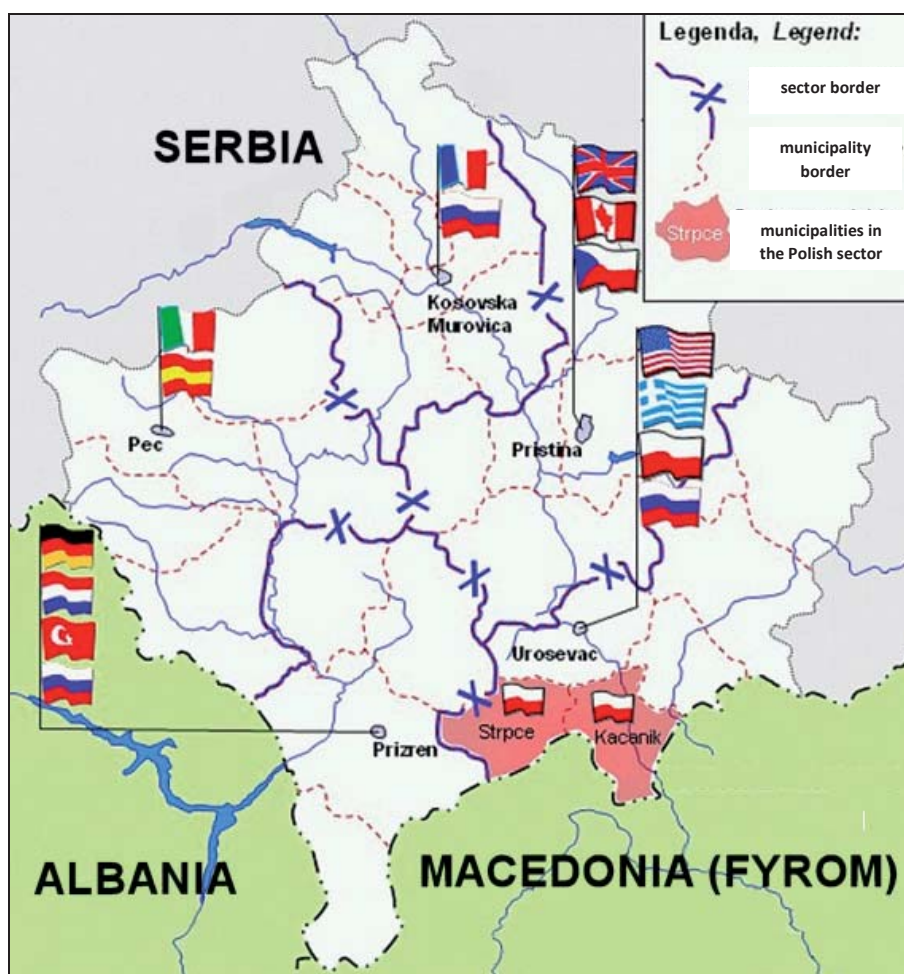 Legenda, Legend:
sector border
municipality
border
Strpce
municipalities in
the Polish sector
SERBIA
Kosovska
Murovica
Pec
Pristina
Urosevac
Strpce
Kacanik
Prizren
ALBANIA
MACEDONIA (FYROM)